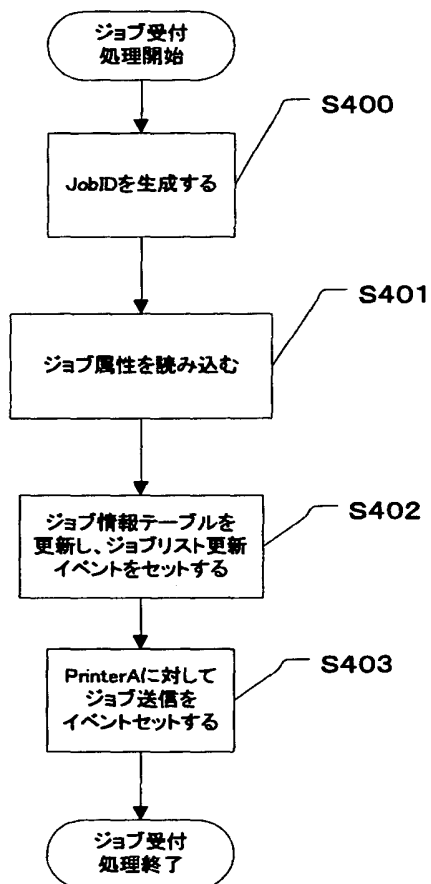 ジョブ受付
処理開始
S400
JobIDを生成する
S401
ジョブ属性を読み込む
S402
ジョブ情報テーブルを
更新し、ジョブリスト更新
イベントをセットする
S403
PrinterAに対して
ジョブ送信を
イベントセットする
ジョブ受付
処理終了